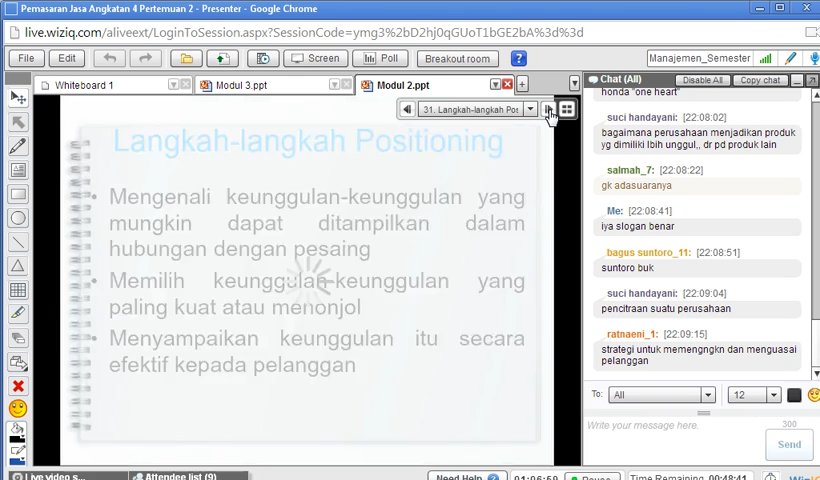 Pemasaran Jasa Angkatan 4 Pertemuan 2 - Presenter - Google Chrome
live.wiziq.com/aliveext/LoginToSession.aspx?SessionCode=ymg3%2bD2hj0qGUoT1bGE2bA%3d%3d
File Edit Screen Poll Breakout room ? Manajemen_Semester
Whiteboard 1 Modul 3.ppt Modul 2.ppt
31. Langkah-langkah Pos
Langkah-langkah Positioning
• Mengenali keunggulan-keunggulan yang
mungkin dapat ditampilkan dalam
hubungan dengan pesaing
• Memilih keunggulan-keunggulan yang
paling kuat atau menonjol
• Menyampaikan keunggulan itu secara
efektif kepada pelanggan
Chat (All) Disable All Copy chat
honda "one heart"
suci handayani: [22:08:02]
bagaimana perusahaan menjadikan produk
yg dimiliki lbih unggul,, dr pd produk lain
salmah_7: [22:08:22]
gk adasuaranya
Me: [22:08:41]
iya slogan benar
bagus suntoro_11: [22:08:51]
suntoro buk
suci handayani: [22:09:04]
pencitraan suatu perusahaan
ratnaeni_1: [22:09:15]
strategi untuk memengngkn dan menguasai
pelanggan
To: All 12
Write your message here. 300
Send
Live video s... Attendee list (9) Need Help ? 01:06:59 Pause Time Remaining 00:48:41